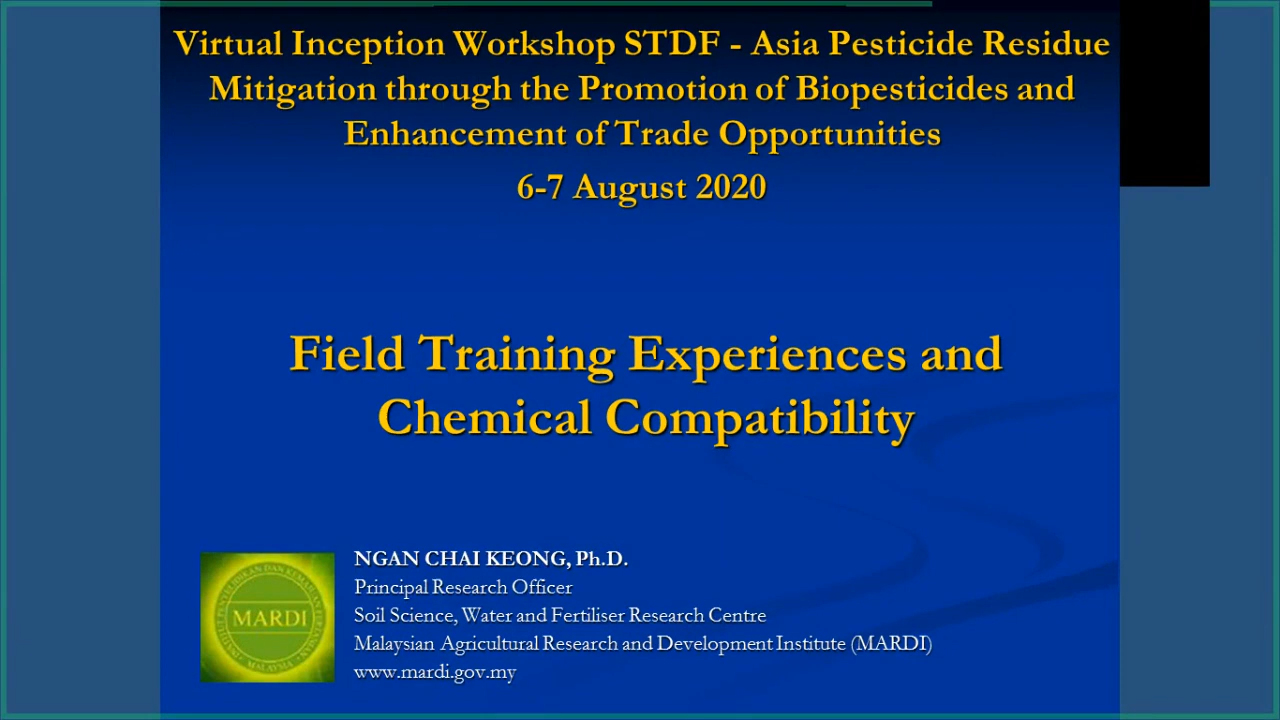 Virtual Inception Workshop STDF - Asia Pesticide Residue
Mitigation through the Promotion of Biopesticides and
Enhancement of Trade Opportunities
6-7 August 2020
Field Training Experiences and
Chemical Compatibility
NGAN CHAI KEONG, Ph.D.
Principal Research Officer
Soil Science, Water and Fertiliser Research Centre
Malaysian Agricultural Research and Development Institute (MARDI)
www.mardi.gov.my
MARDI
MALAYSIA